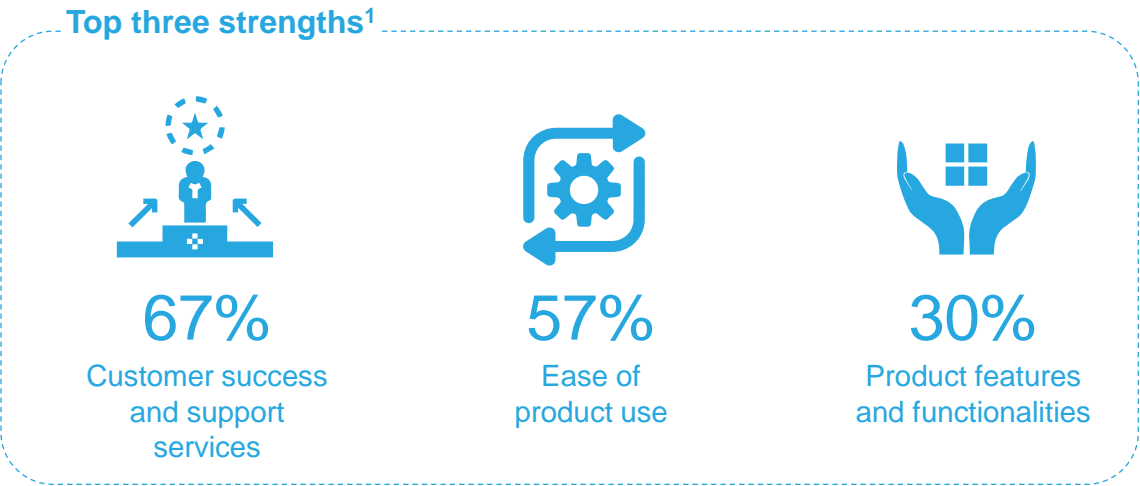 Top three strengths¹
67%
Customer success
and support
services
57%
Ease of
product use
30%
Product features
and functionalities